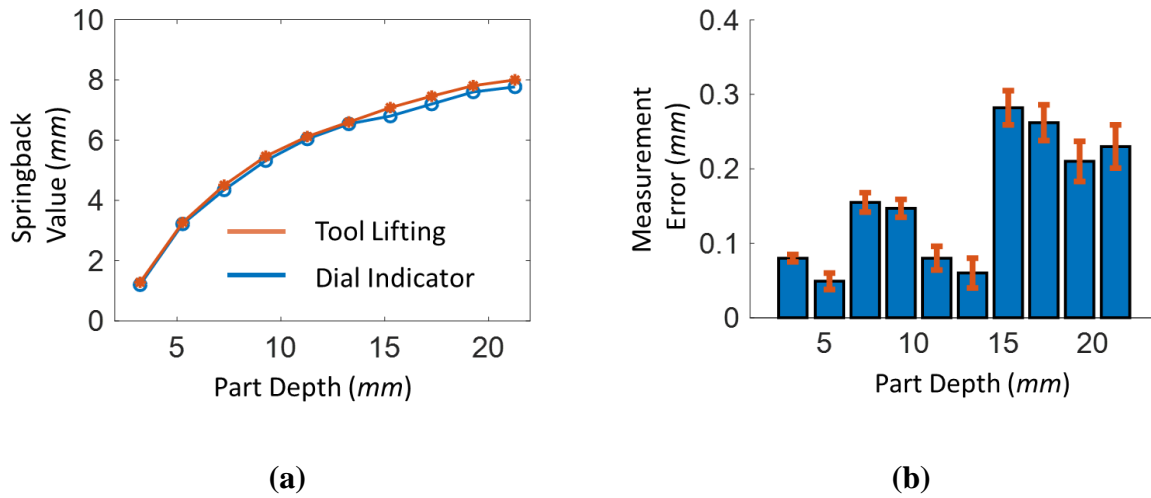 10
8
6
4
2
0
Springback
Value (mm)
Tool Lifting
Dial Indicator
5 10 15 20
Part Depth (mm)
(a)
0.4
0.3
0.2
0.1
0
Measurement
Error (mm)
5 10 15 20
Part Depth (mm)
(b)